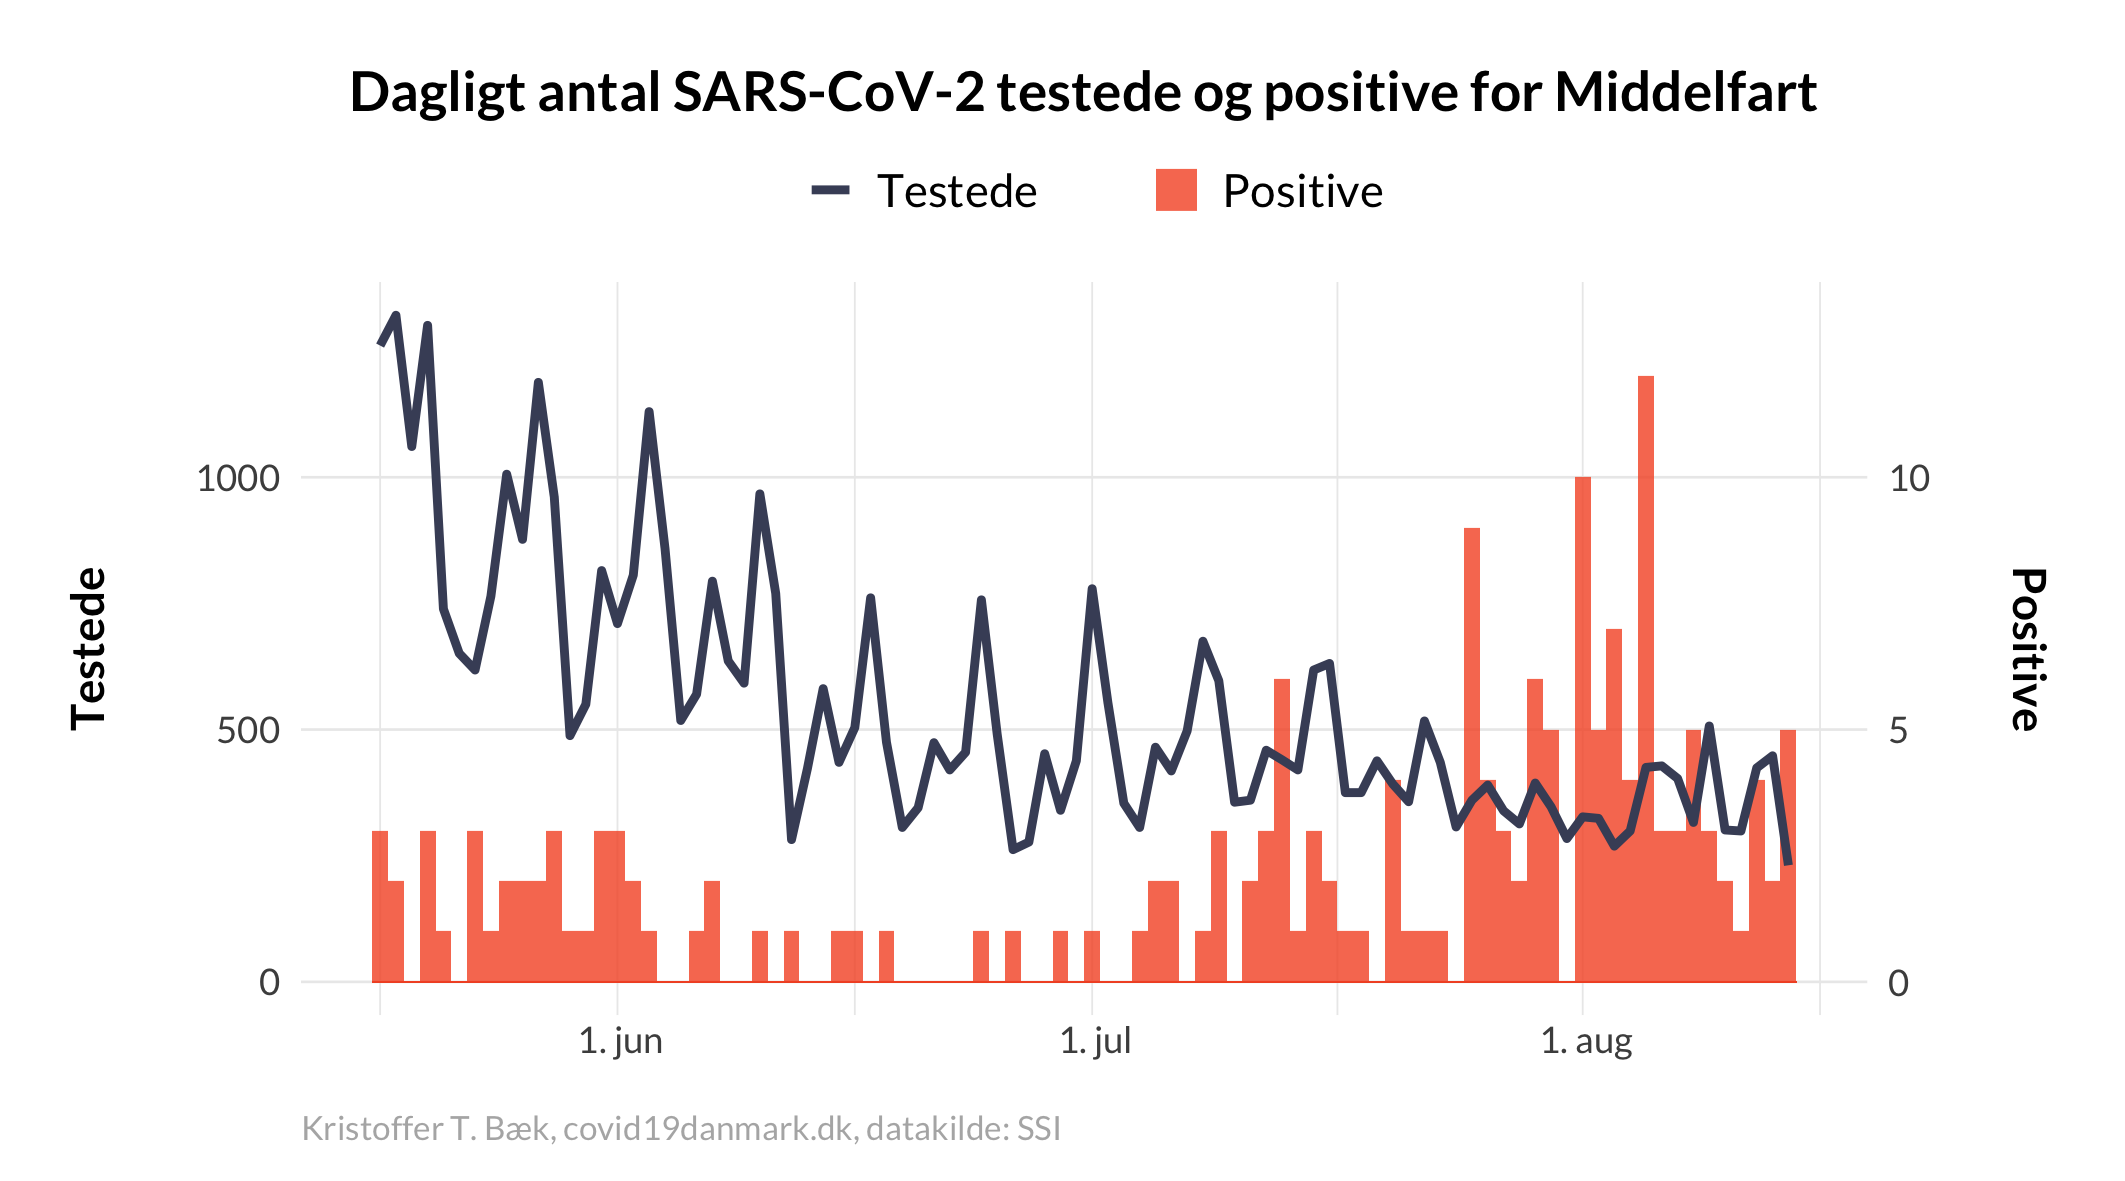 Dagligt antal SARS-CoV-2 testede og positive for Middelfart
Testede
Positive
Testede
1000
500
0
10
5
0
Positive
1. jun
1. jul
1. aug
Kristoffer T. Bæk, covid19danmark.dk, datakilde: SSI